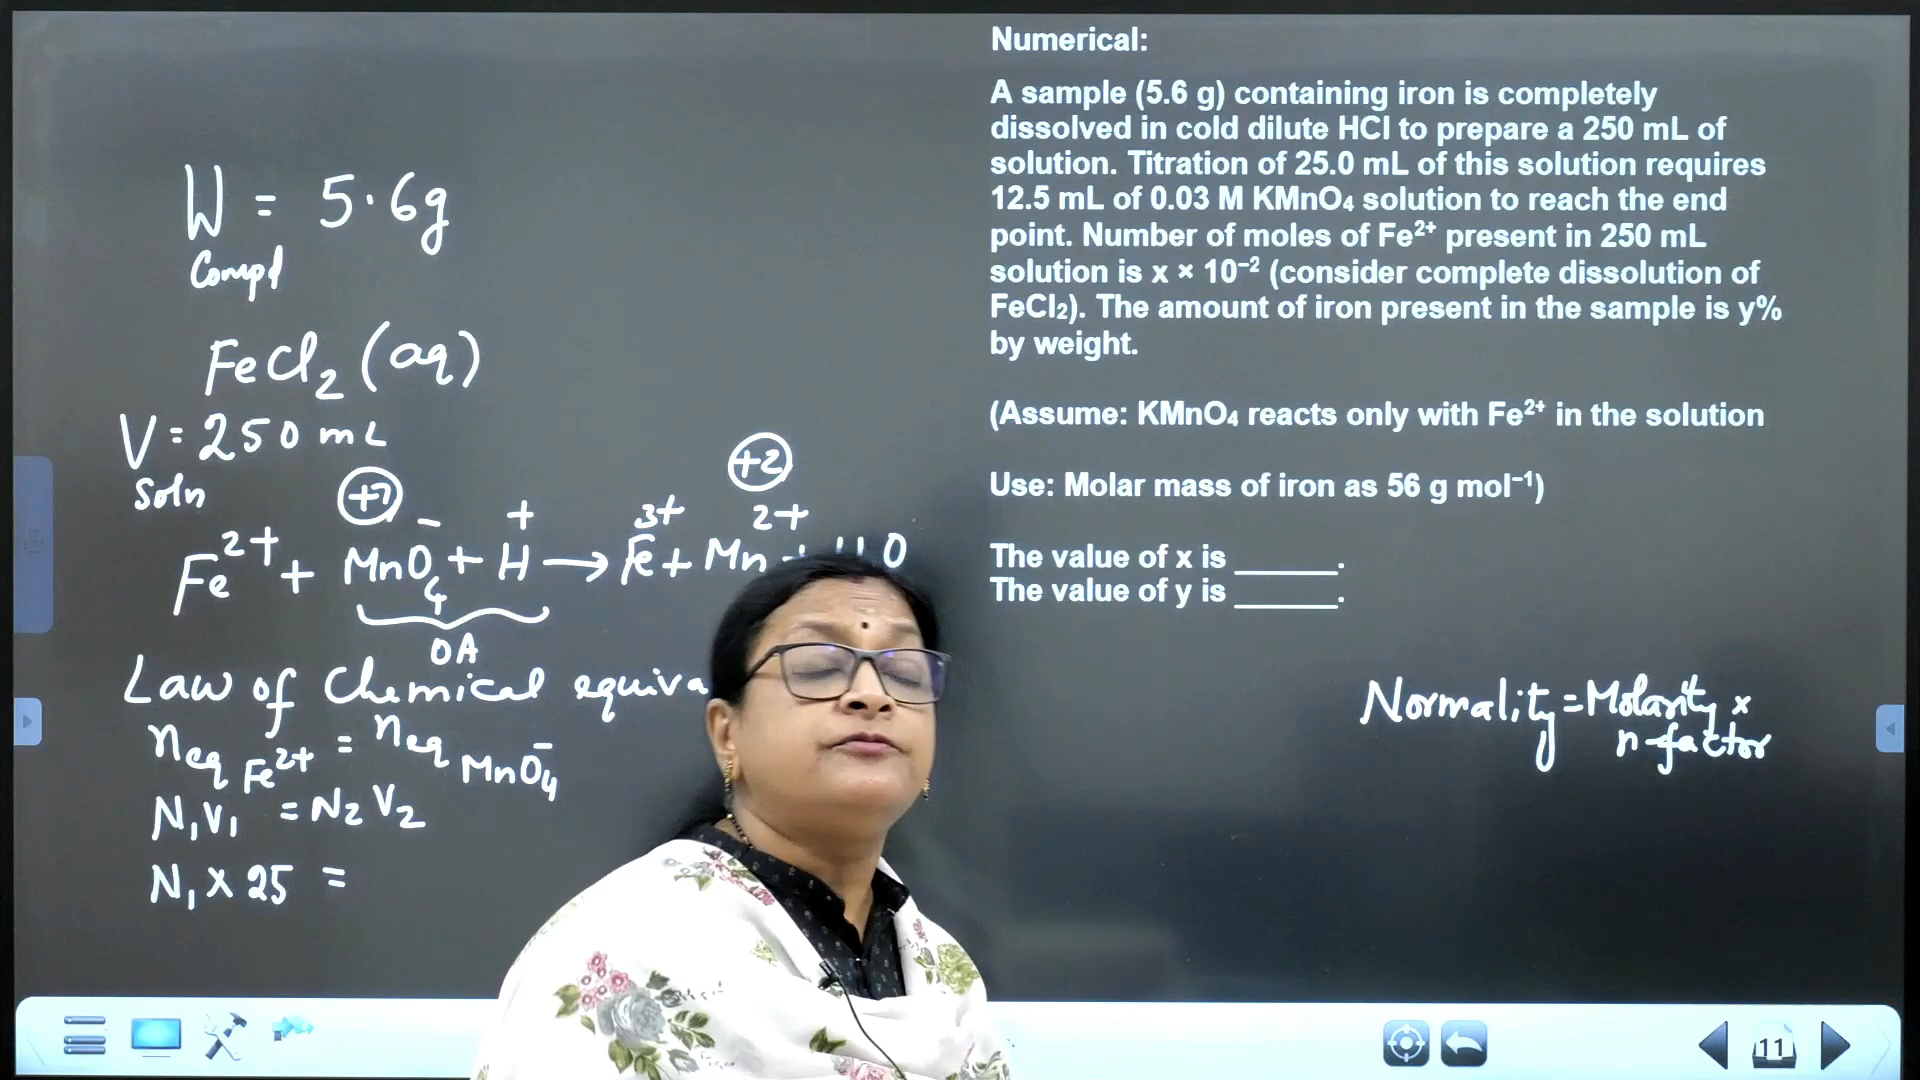 Numerical:
A sample (5.6 g) containing iron is completely
dissolved in cold dilute HCl to prepare a 250 mL of
solution. Titration of 25.0 mL of this solution requires
12.5 mL of 0.03 M KMnO₄ solution to reach the end
point. Number of moles of Fe²⁺ present in 250 mL
solution is x × 10⁻² (consider complete dissolution of
FeCl₂). The amount of iron present in the sample is y%
by weight.
(Assume: KMnO₄ reacts only with Fe²⁺ in the solution
Use: Molar mass of iron as 56 g mol⁻¹)
The value of x is ______.
The value of y is ______.
W = 5.6g
Compd
FeCl₂ (aq)
V = 250 mL
Soln
+7 +2
Fe²⁺ + MnO₄⁻ + H⁺ → Fe³⁺ + Mn²⁺ + O
OA
Law of Chemical
n_eq Fe²⁺ = n_eq MnO₄⁻
N₁V₁ = N₂V₂
N₁ × 25 =
Normality = Molarity ×
n-factor
11